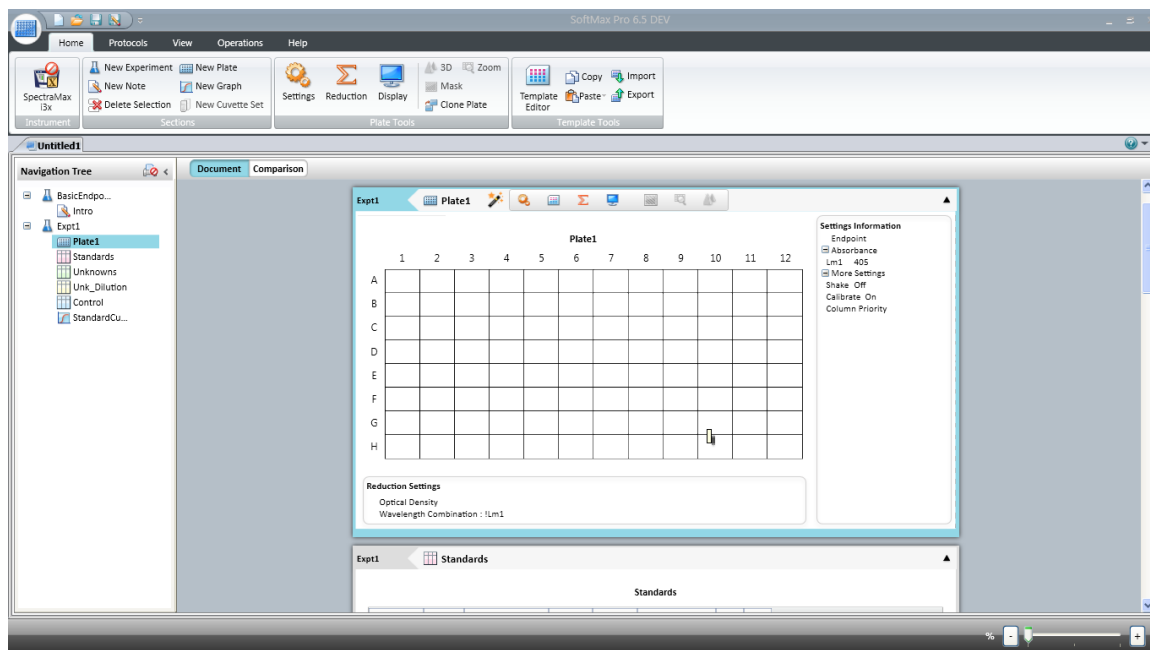 SoftMax Pro 6.5 DEV
Home Protocols View Operations Help
SpectraMax i3x
Instrument
New Experiment New Plate
New Note New Graph
Delete Selection New Cuvette Set
Sections
Settings Reduction Display
3D Zoom
Mask
Clone Plate
Plate Tools
Template Editor
Copy Import
Paste Export
Template Tools
Untitled1
Navigation Tree
BasicEndpo...
Intro
Expt1
Plate1
Standards
Unknowns
Unk_Dilution
Control
StandardCu...
Document Comparison
Expt1 Plate1
Plate1
1 2 3 4 5 6 7 8 9 10 11 12
A
B
C
D
E
F
G
H
Settings Information
Endpoint
Absorbance
Lm1 405
More Settings
Shake Off
Calibrate On
Column Priority
Reduction Settings
Optical Density
Wavelength Combination : !Lm1
Expt1 Standards
Standards
% - +